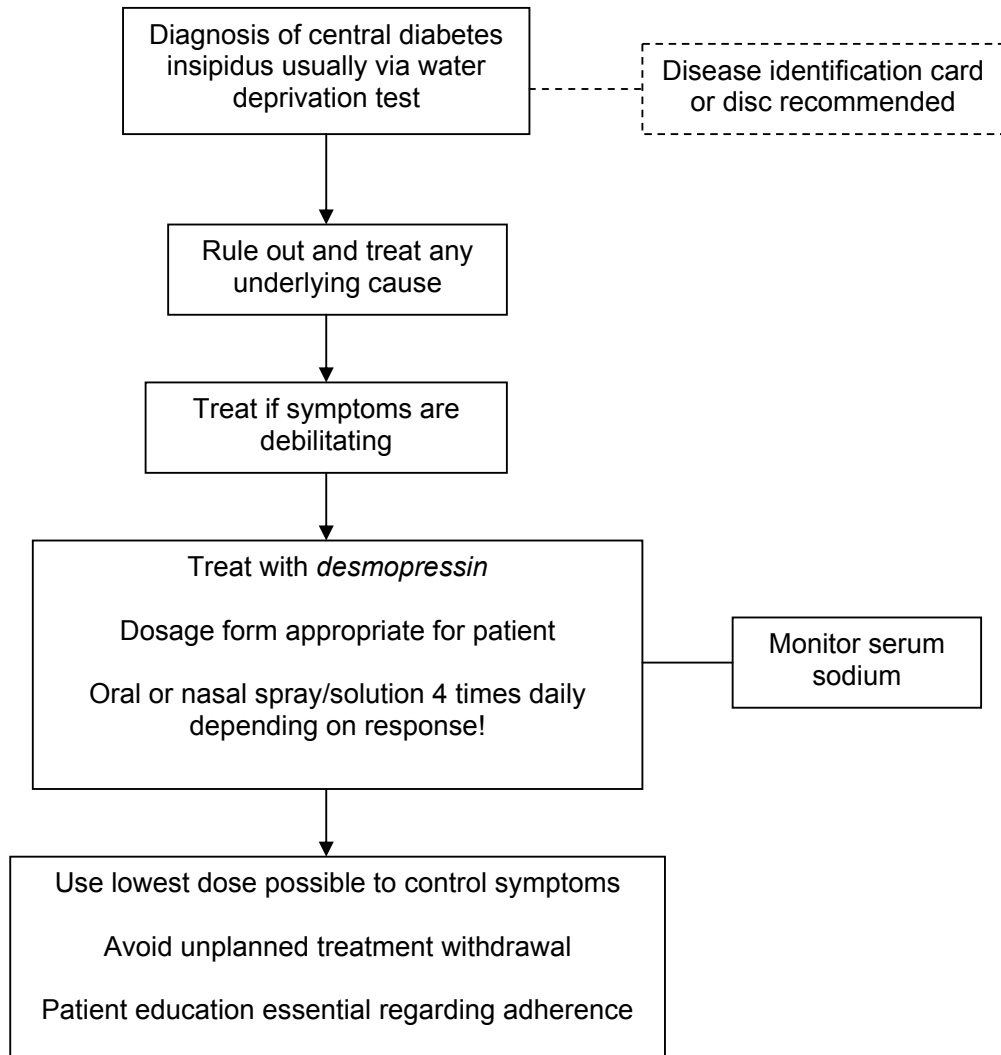 Diagnosis of central diabetes
insipidus usually via water
deprivation test
Disease identification card
or disc recommended
Rule out and treat any
underlying cause
Treat if symptoms are
debilitating
Treat with desmopressin
Dosage form appropriate for patient
Oral or nasal spray/solution 4 times daily
depending on response!
Monitor serum
sodium
Use lowest dose possible to control symptoms
Avoid unplanned treatment withdrawal
Patient education essential regarding adherence